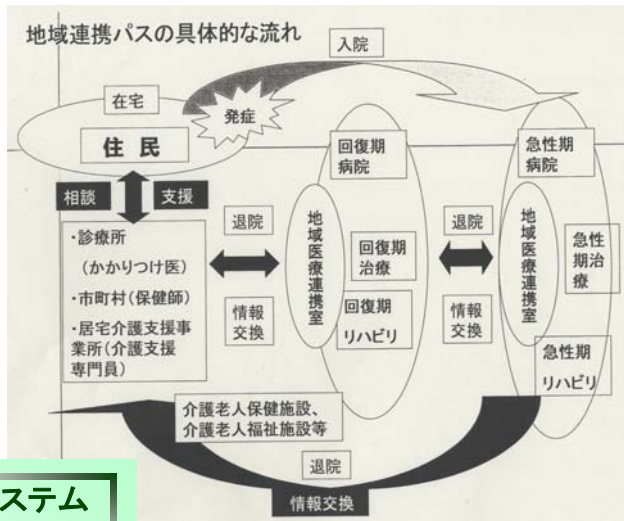 地域連携パスの具体的な流れ
入院
在宅
発症
住民
相談
支援
・診療所
(かかりつけ医)
・市町村(保健師)
・居宅介護支援事
業所(介護支援
専門員)
退院
情報
交換
地域医療連携室
回復期
病院
回復期
治療
回復期
リハビリ
退院
情報
交換
地域医療連携室
急性期
病院
急性
期治
療
急性期
リハビリ
介護老人保健施設、
介護老人福祉施設等
退院
情報交換
ステム